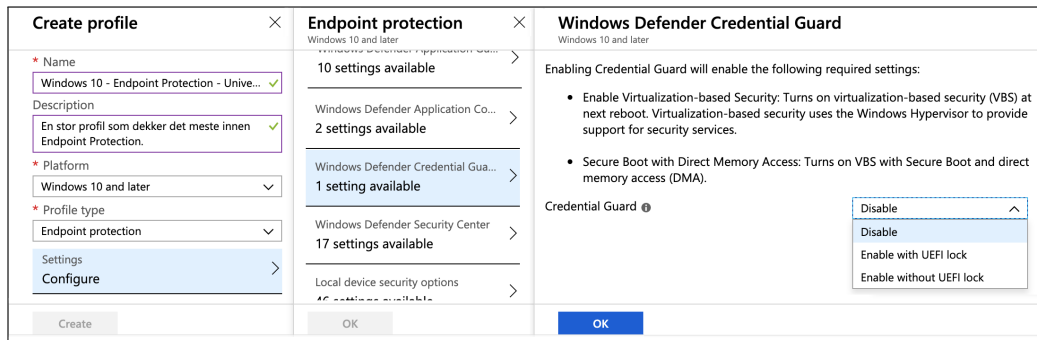 Create profile
* Name
Windows 10 - Endpoint Protection - Unive...
Description
En stor profil som dekker det meste innen
Endpoint Protection.
* Platform
Windows 10 and later
* Profile type
Endpoint protection
Settings
Configure
Create
Endpoint protection
Windows 10 and later
Windows Defender Application Gu...
10 settings available
Windows Defender Application Co...
2 settings available
Windows Defender Credential Gua...
1 setting available
Windows Defender Security Center
17 settings available
Local device security options
46 settings available
OK
Windows Defender Credential Guard
Windows 10 and later
Enabling Credential Guard will enable the following required settings:
• Enable Virtualization-based Security: Turns on virtualization-based security (VBS) at
next reboot. Virtualization-based security uses the Windows Hypervisor to provide
support for security services.
• Secure Boot with Direct Memory Access: Turns on VBS with Secure Boot and direct
memory access (DMA).
Credential Guard
Disable
Disable
Enable with UEFI lock
Enable without UEFI lock
OK